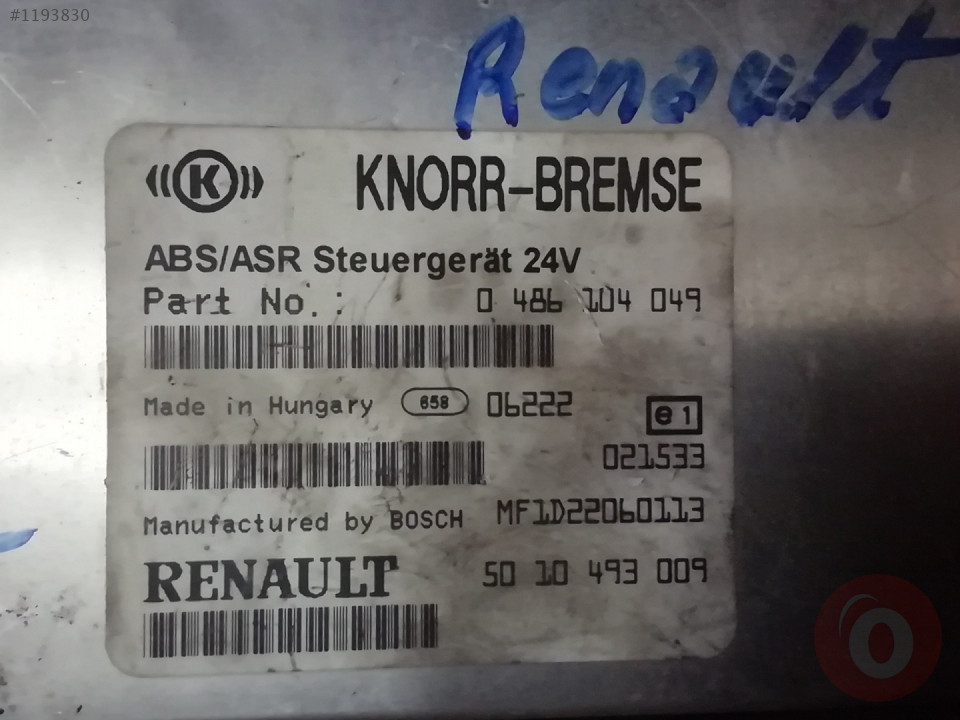 #1193830
Renault
K KNORR-BREMSE
ABS/ASR Steuergerät 24V
Part No.: 0 486 104 049
Made in Hungary 658 06222 e1
021533
Manufactured by BOSCH MF1D22060113
RENAULT 50 10 493 009
O